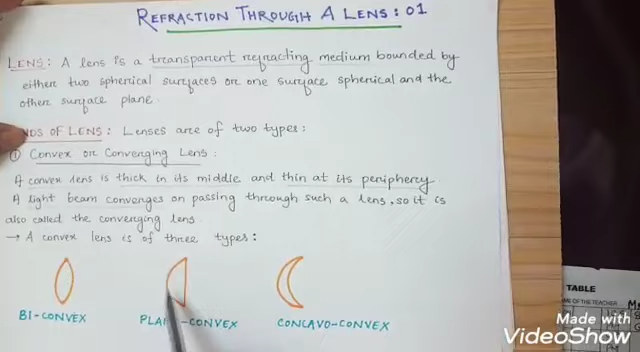 REFRACTION THROUGH A LENS: 01
LENS: A lens is a transparent refracting medium bounded by
either two spherical surfaces or one surface spherical and the
other surface plane.
OF LENS: Lenses are of two types:
① Convex or Converging Lens:
A convex lens is thick in its middle and thin at its periphery.
A light beam converges on passing through such a lens, so it is
also called the converging lens.
→ A convex lens is of three types:
BI-CONVEX
-CONVEX
CONCAVO-CONVEX
TABLE
ME OF THE TEACHER
Made with
VideoShow